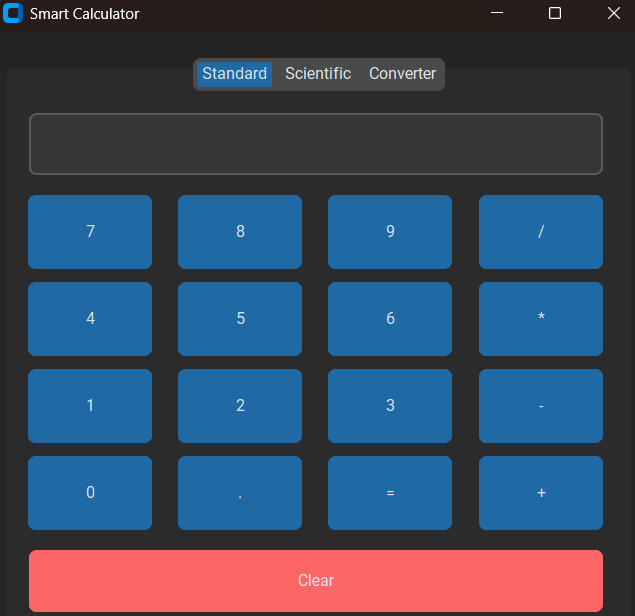 Smart Calculator
Standard Scientific Converter
7 8 9 /
4 5 6 *
1 2 3 -
0 . = +
Clear